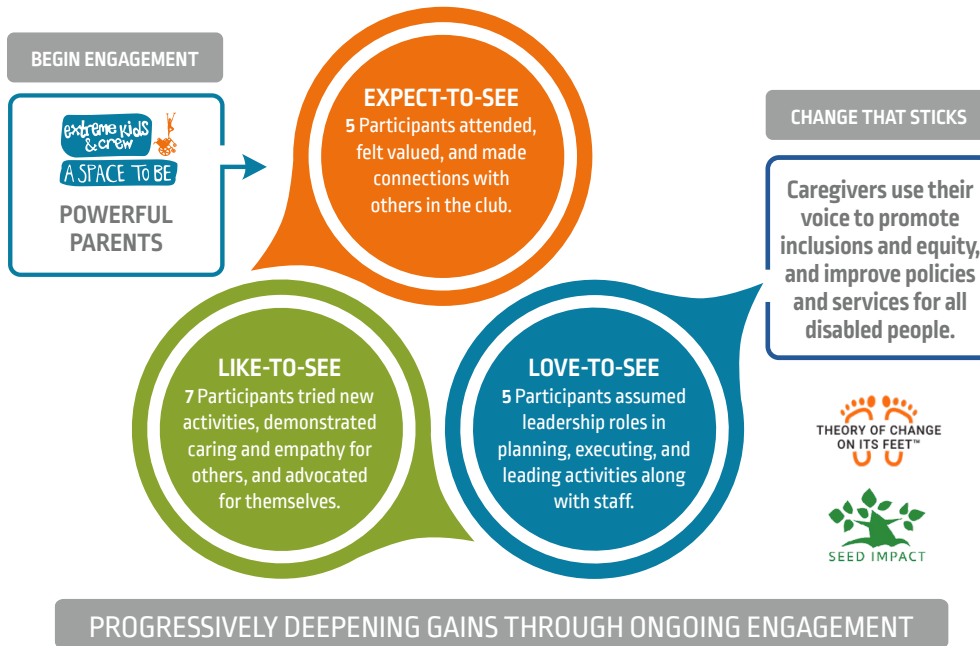 BEGIN ENGAGEMENT
extreme kids
& crew
A SPACE TO BE
POWERFUL
PARENTS
EXPECT-TO-SEE
5 Participants attended,
felt valued, and made
connections with
others in the club.
LIKE-TO-SEE
7 Participants tried new
activities, demonstrated
caring and empathy for
others, and advocated
for themselves.
LOVE-TO-SEE
5 Participants assumed
leadership roles in
planning, executing, and
leading activities along
with staff.
CHANGE THAT STICKS
Caregivers use their
voice to promote
inclusions and equity,
and improve policies
and services for all
disabled people.
THEORY OF CHANGE
ON ITS FEET™
SEED IMPACT
PROGRESSIVELY DEEPENING GAINS THROUGH ONGOING ENGAGEMENT